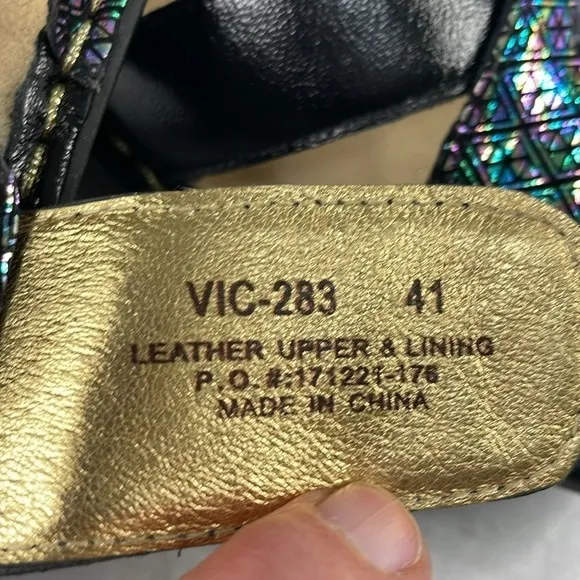 VIC-283 41
LEATHER UPPER & LINING
P.O.#:171221-176
MADE IN CHINA